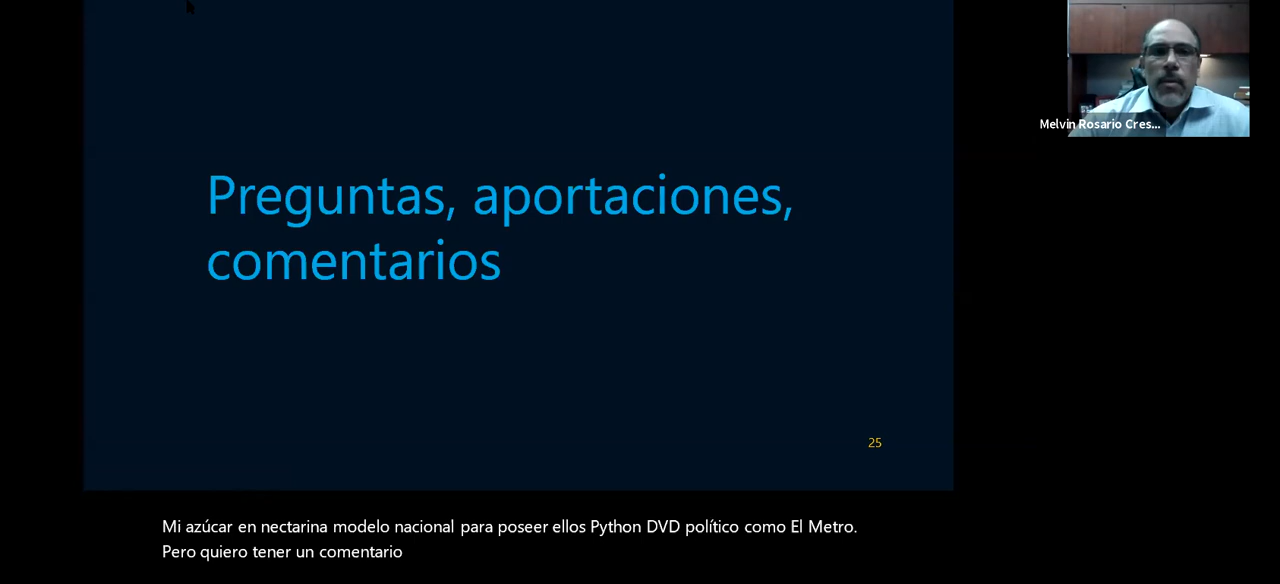 Preguntas, aportaciones,
comentarios
Melvin Rosario Cres...
25
Mi azúcar en nectarina modelo nacional para poseer ellos Python DVD político como El Metro.
Pero quiero tener un comentario